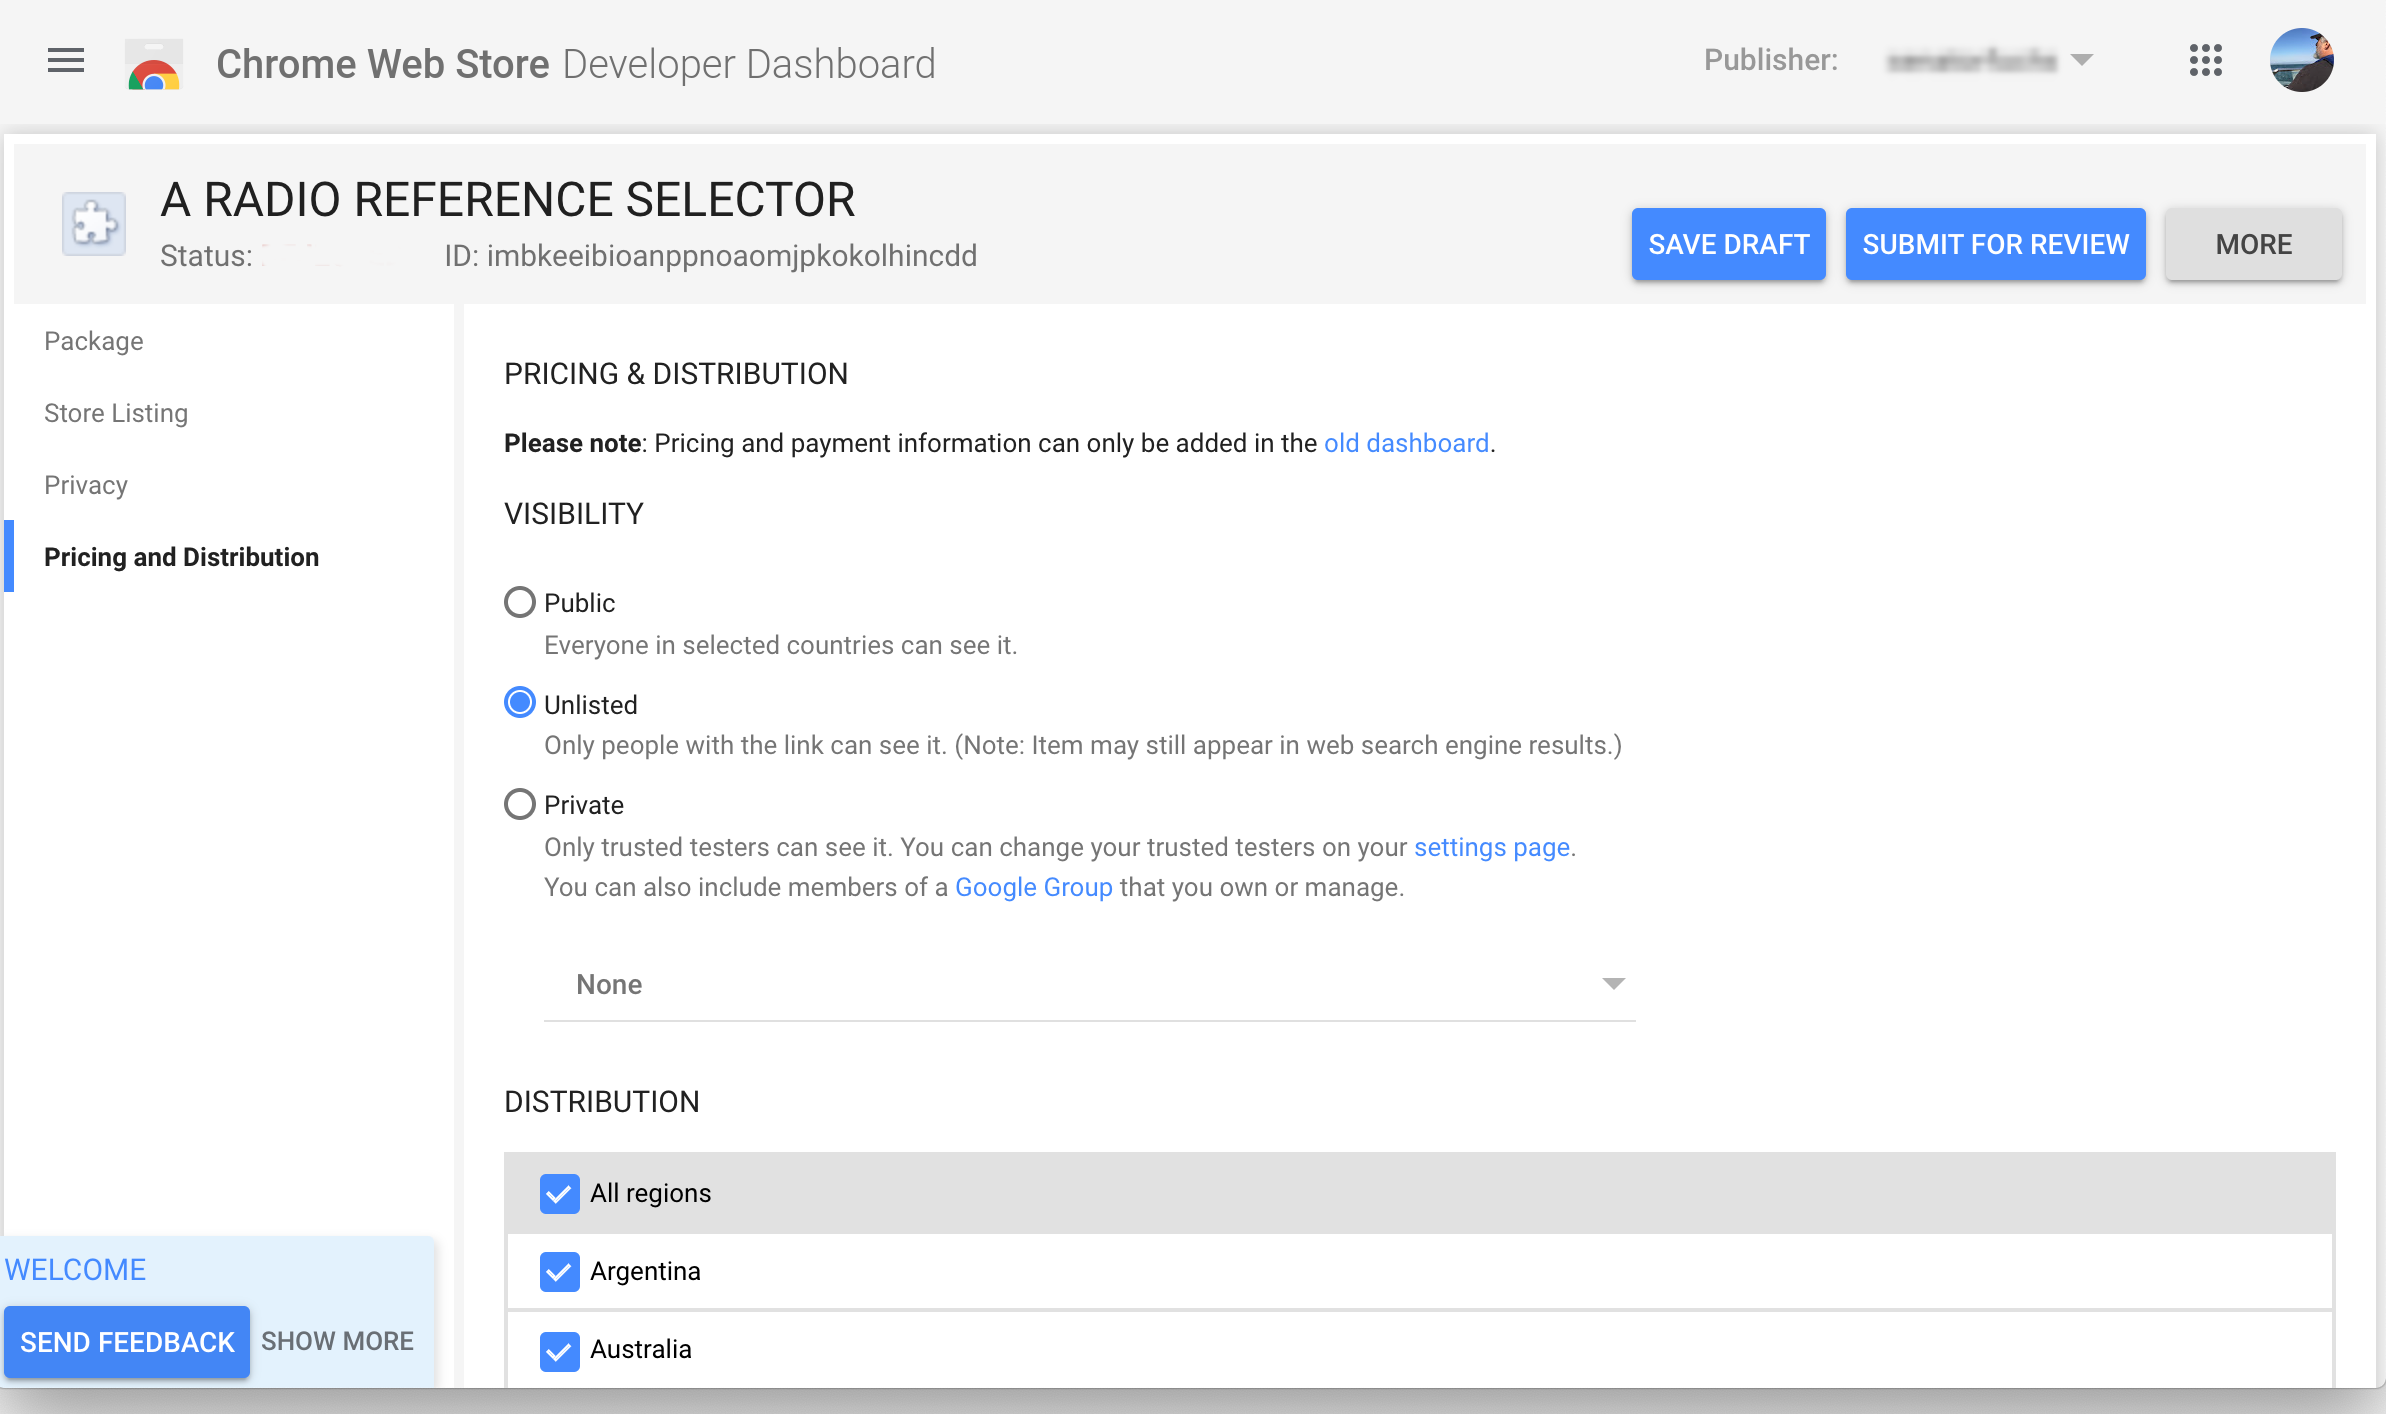 Chrome Web Store Developer Dashboard
Publisher:
A RADIO REFERENCE SELECTOR
Status:
ID: imbkeeibioanppnoaomjpkokolhincdd
SAVE DRAFT
SUBMIT FOR REVIEW
MORE
Package
Store Listing
Privacy
Pricing and Distribution
PRICING & DISTRIBUTION
Please note: Pricing and payment information can only be added in the old dashboard.
VISIBILITY
Public
Everyone in selected countries can see it.
Unlisted
Only people with the link can see it. (Note: Item may still appear in web search engine results.)
Private
Only trusted testers can see it. You can change your trusted testers on your settings page.
You can also include members of a Google Group that you own or manage.
None
DISTRIBUTION
All regions
Argentina
Australia
WELCOME
SEND FEEDBACK
SHOW MORE